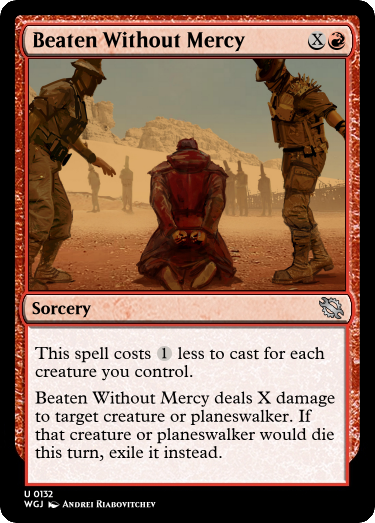 Beaten Without Mercy X
Sorcery
This spell costs 1 less to cast for each
creature you control.
Beaten Without Mercy deals X damage
to target creature or planeswalker. If
that creature or planeswalker would die
this turn, exile it instead.
U 0132
WGJ Andrei Riabovitchev